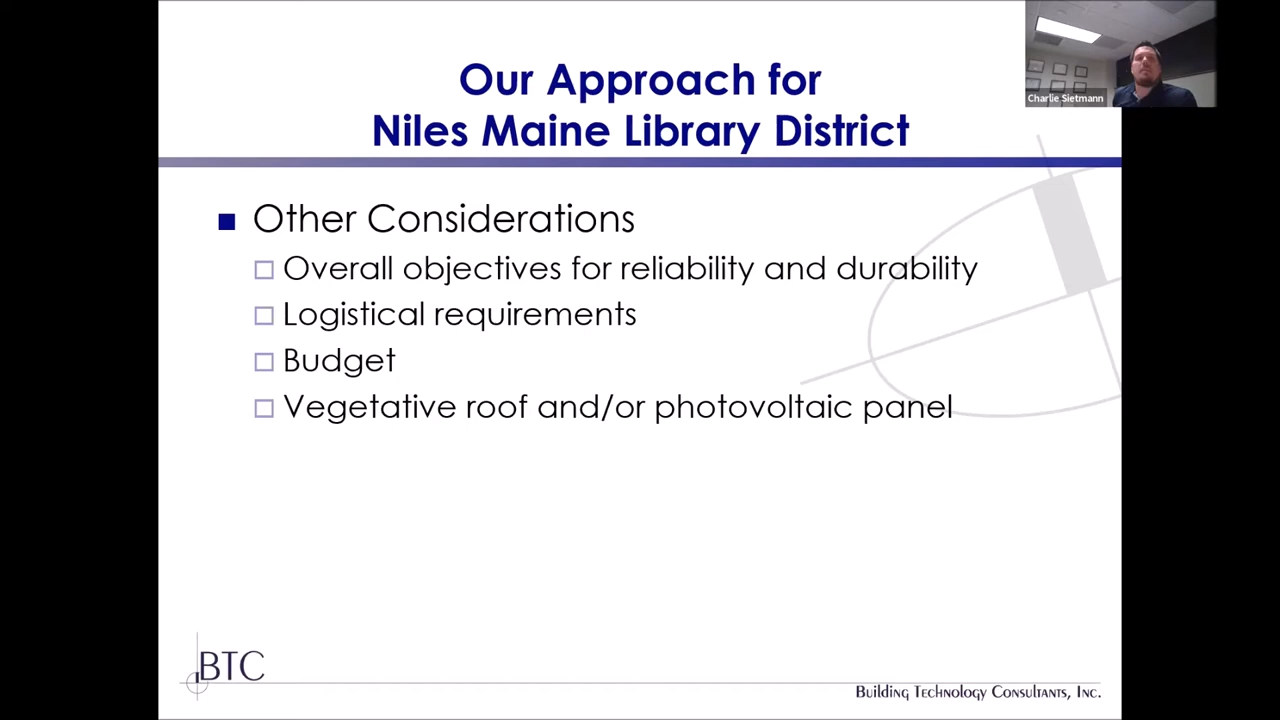 Our Approach for
Niles Maine Library District
Charlie Sietmann
Other Considerations
Overall objectives for reliability and durability
Logistical requirements
Budget
Vegetative roof and/or photovoltaic panel
BTC
Building Technology Consultants, Inc.